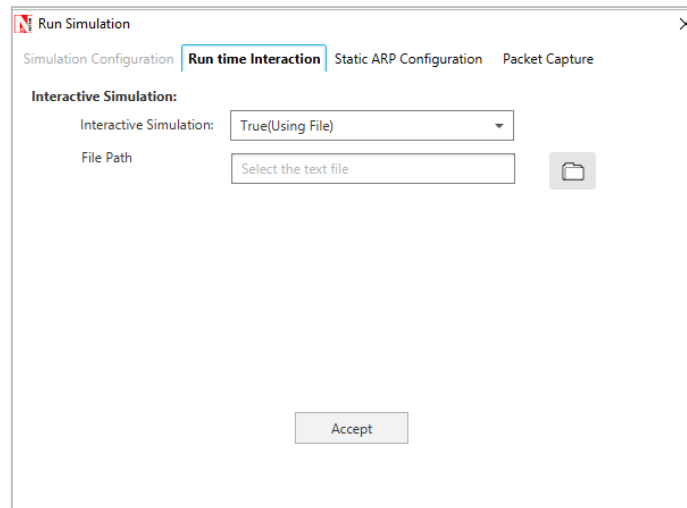 Run Simulation
Simulation Configuration Run time Interaction Static ARP Configuration Packet Capture
Interactive Simulation:
Interactive Simulation: True(Using File)
File Path Select the text file
Accept